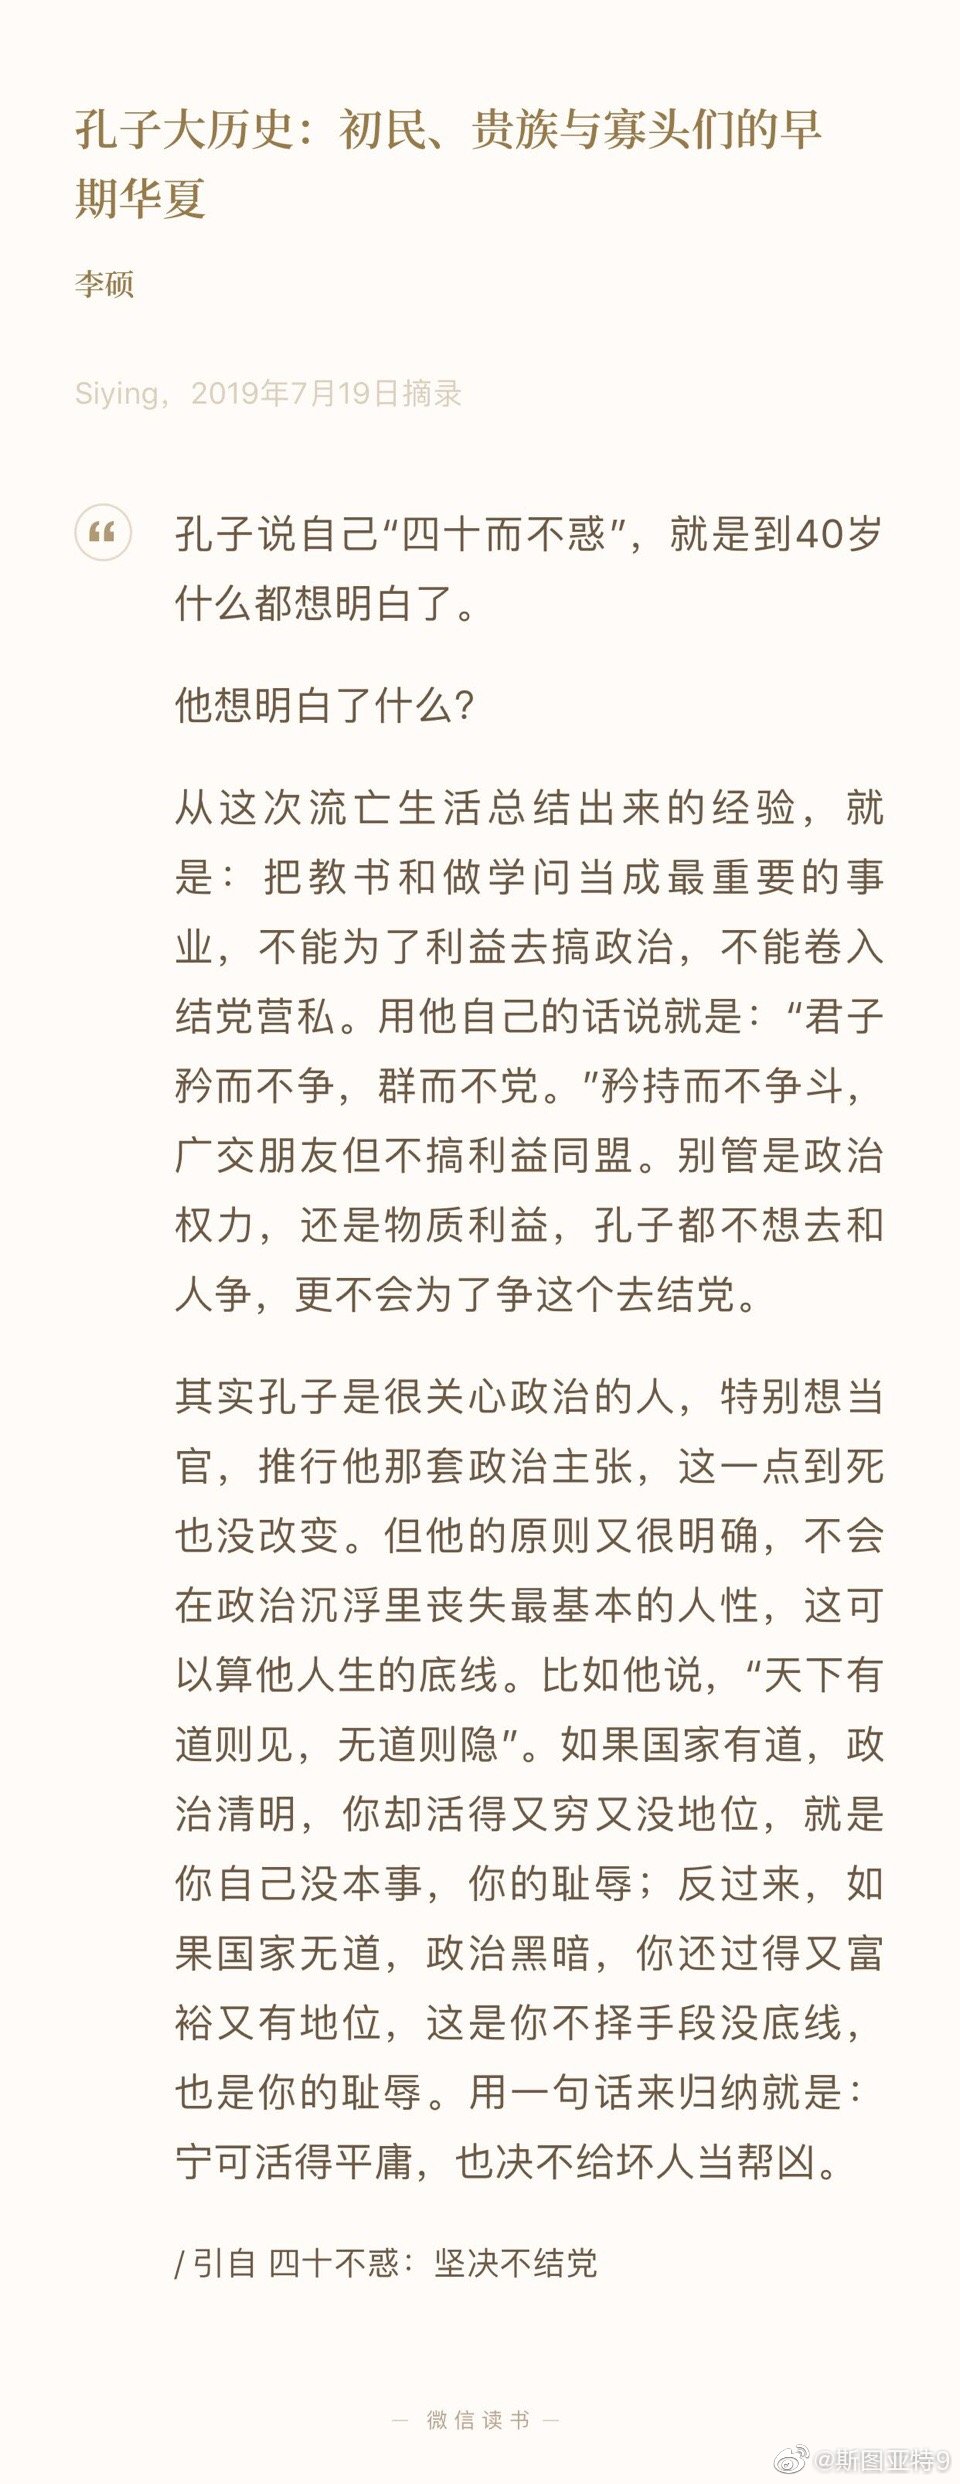 孔子大历史：初民、贵族与寡头们的早
期华夏
李硕
Siying，2019年7月19日摘录
孔子说自己“四十而不惑”，就是到40岁
什么都想明白了。
他想明白了什么？
从这次流亡生活总结出来的经验，就
是：把教书和做学问当成最重要的事
业，不能为了利益去搞政治，不能卷入
结党营私。用他自己的话说就是：“君子
矜而不争，群而不党。”矜持而不争斗，
广交朋友但不搞利益同盟。别管是政治
权力，还是物质利益，孔子都不想去和
人争，更不会为了争这个去结党。
其实孔子是很关心政治的人，特别想当
官，推行他那套政治主张，这一点到死
也没改变。但他的原则又很明确，不会
在政治沉浮里丧失最基本的人性，这可
以算他人生的底线。比如他说，“天下有
道则见，无道则隐”。如果国家有道，政
治清明，你却活得又穷又没地位，就是
你自己没本事，你的耻辱；反过来，如
果国家无道，政治黑暗，你还过得又富
裕又有地位，这是你不择手段没底线，
也是你的耻辱。用一句话来归纳就是：
宁可活得平庸，也决不给坏人当帮凶。
/ 引自 四十不惑：坚决不结党
— 微信读书 —
@斯图亚特9